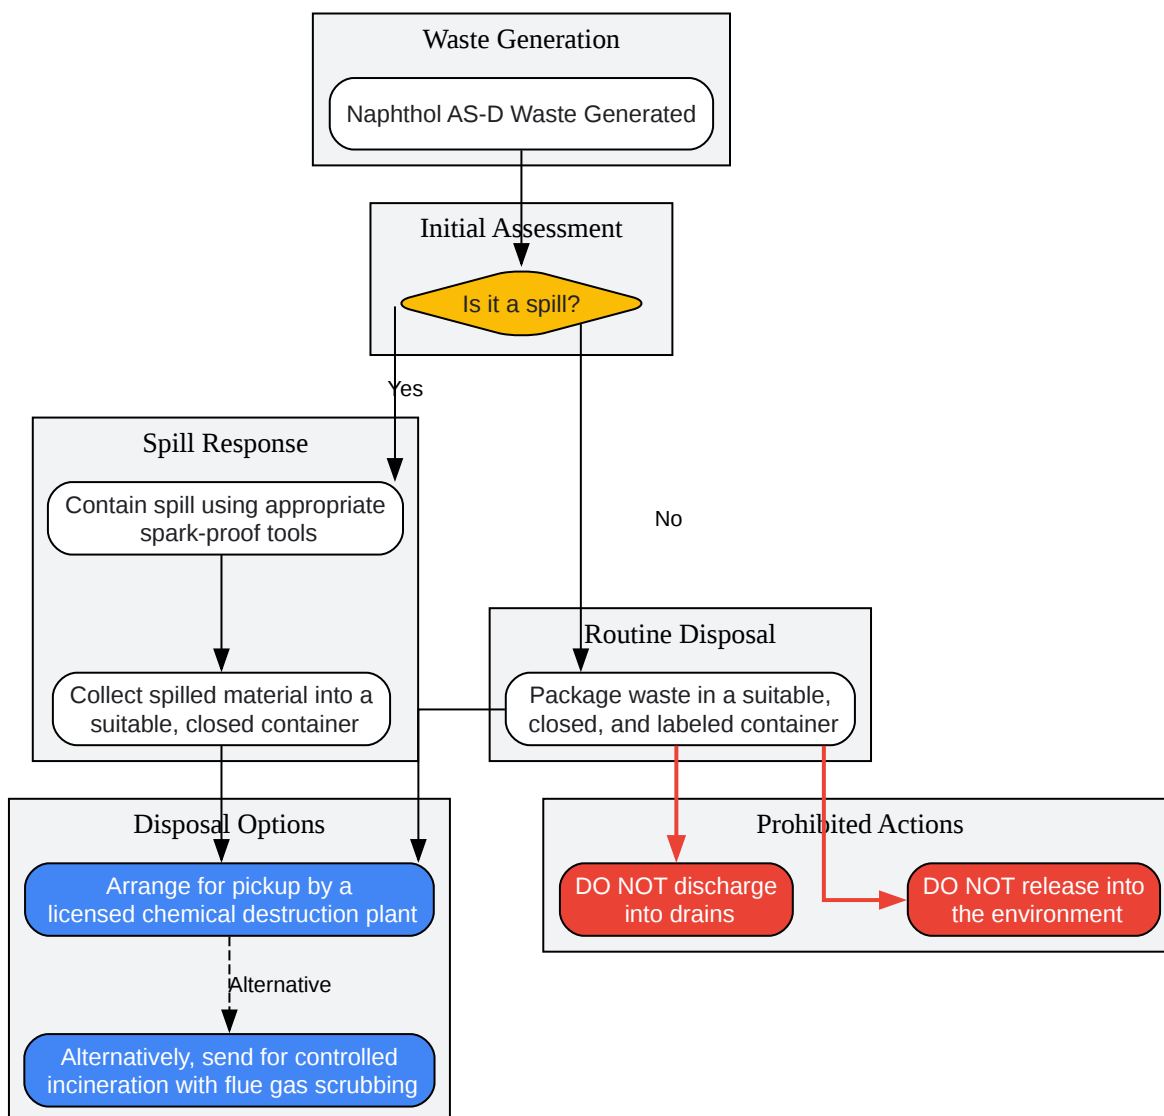 Waste Generation
Naphthol AS-D Waste Generated
Initial Assessment
Is it a spill?
Yes
No
Spill Response
Contain spill using appropriate
spark-proof tools
Collect spilled material into a
suitable, closed container
Routine Disposal
Package waste in a suitable,
closed, and labeled container
Disposal Options
Arrange for pickup by a
licensed chemical destruction plant
Alternative
Alternatively, send for controlled
incineration with flue gas scrubbing
Prohibited Actions
DO NOT discharge
into drains
DO NOT release into
the environment